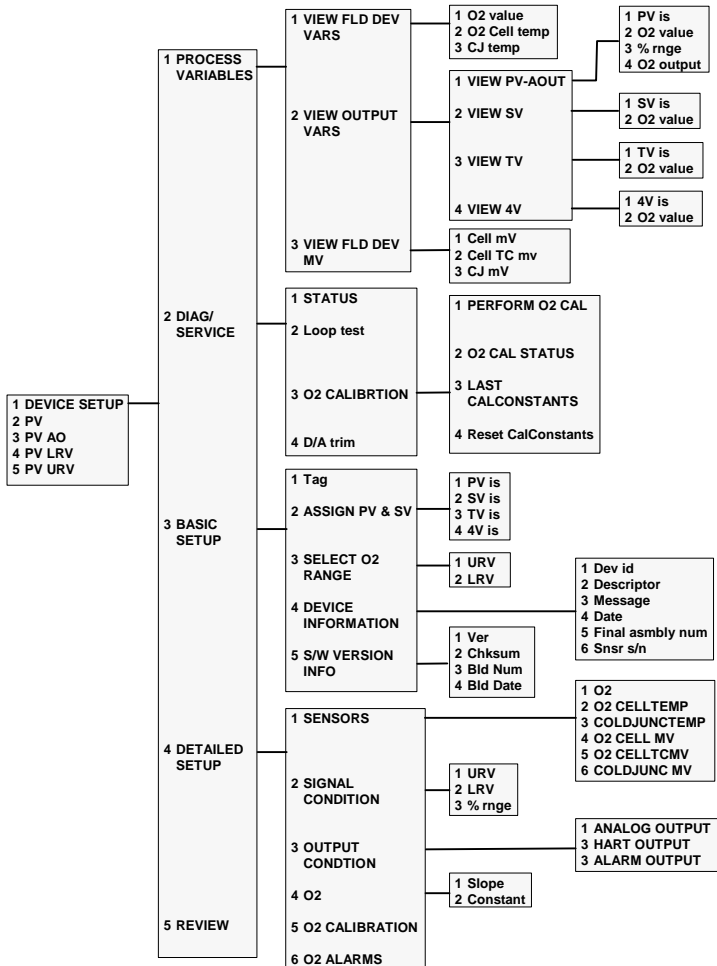 1 DEVICE SETUP
2 PV
3 PV AO
4 PV LRV
5 PV URV
1 PROCESS
VARIABLES
2 DIAG/
SERVICE
3 BASIC
SETUP
4 DETAILED
SETUP
5 REVIEW
1 VIEW FLD DEV
VARS
2 VIEW OUTPUT
VARS
3 VIEW FLD DEV
MV
1 O2 value
2 O2 Cell temp
3 CJ temp
1 VIEW PV-AOUT
2 VIEW SV
3 VIEW TV
4 VIEW 4V
1 PV is
2 O2 value
3 % rnge
4 O2 output
1 SV is
2 O2 value
1 TV is
2 O2 value
1 4V is
2 O2 value
1 Cell mV
2 Cell TC mv
3 CJ mV
1 STATUS
2 Loop test
3 O2 CALIBRTION
4 D/A trim
1 PERFORM O2 CAL
2 O2 CAL STATUS
3 LAST
CALCONSTANTS
4 Reset CalConstants
1 Tag
2 ASSIGN PV & SV
3 SELECT O2
RANGE
4 DEVICE
INFORMATION
5 S/W VERSION
INFO
1 PV is
2 SV is
3 TV is
4 4V is
1 URV
2 LRV
1 Dev id
2 Descriptor
3 Message
4 Date
5 Final asmbly num
6 Snsr s/n
1 Ver
2 Chksum
3 Bld Num
4 Bld Date
1 SENSORS
2 SIGNAL
CONDITION
3 OUTPUT
CONDTION
4 O2
5 O2 CALIBRATION
6 O2 ALARMS
1 O2
2 O2 CELLTEMP
3 COLDJUNCTEMP
4 O2 CELL MV
5 O2 CELLTCMV
6 COLDJUNC MV
1 URV
2 LRV
3 % rnge
1 ANALOG OUTPUT
3 HART OUTPUT
3 ALARM OUTPUT
1 Slope
2 Constant